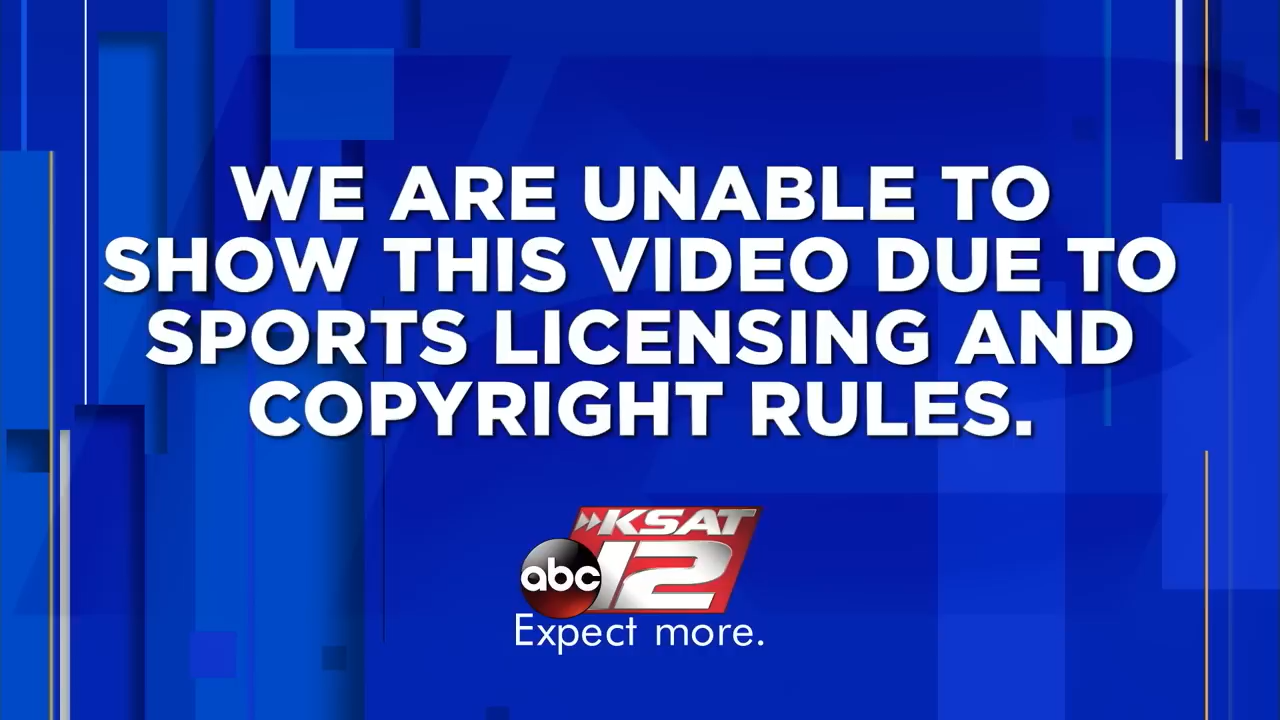 WE ARE UNABLE TO
SHOW THIS VIDEO DUE TO
SPORTS LICENSING AND
COPYRIGHT RULES.
KSAT
abc 12
Expect more.